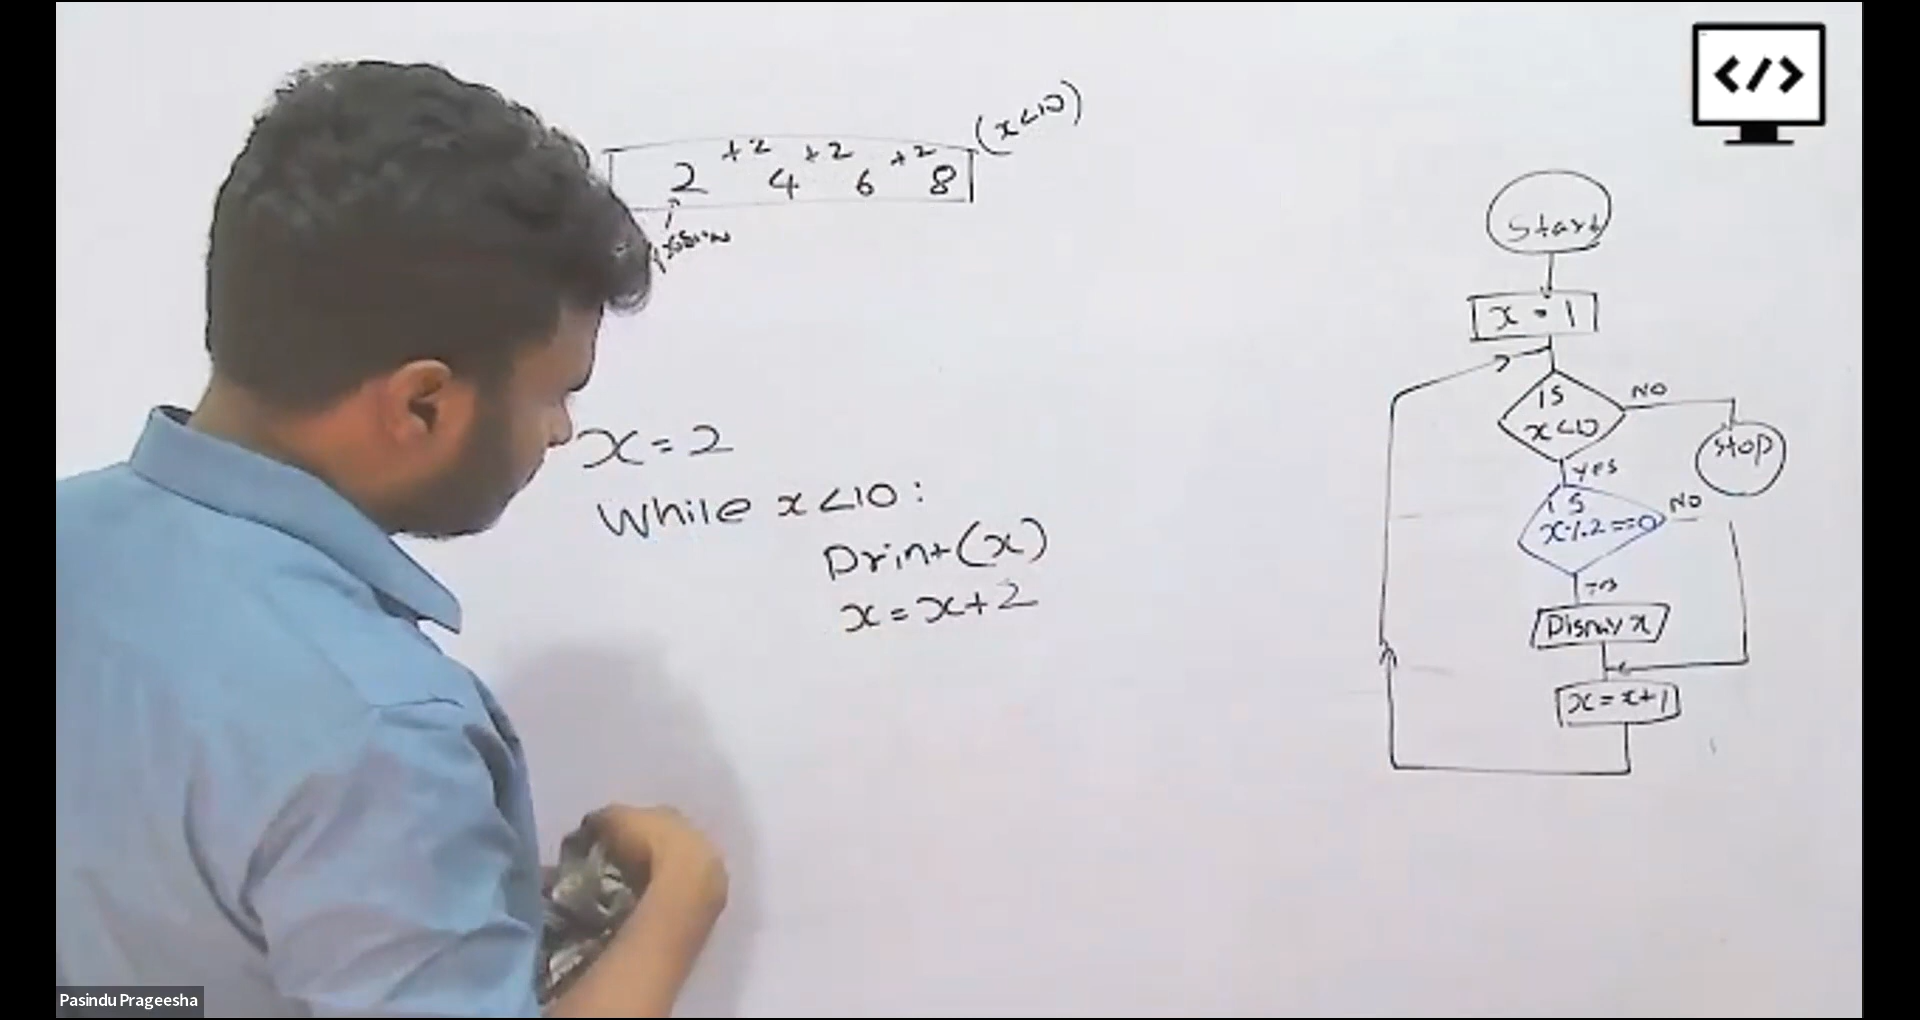 +2 +2 +2 (x<10)
2 4 6 8
x=2
While x<10:
Print(x)
x=x+2
Start
x=1
is
x<10
NO
Stop
yes
is
x%2==0
NO
yes
Display x
x=x+1
</>
Pasindu Prageesha